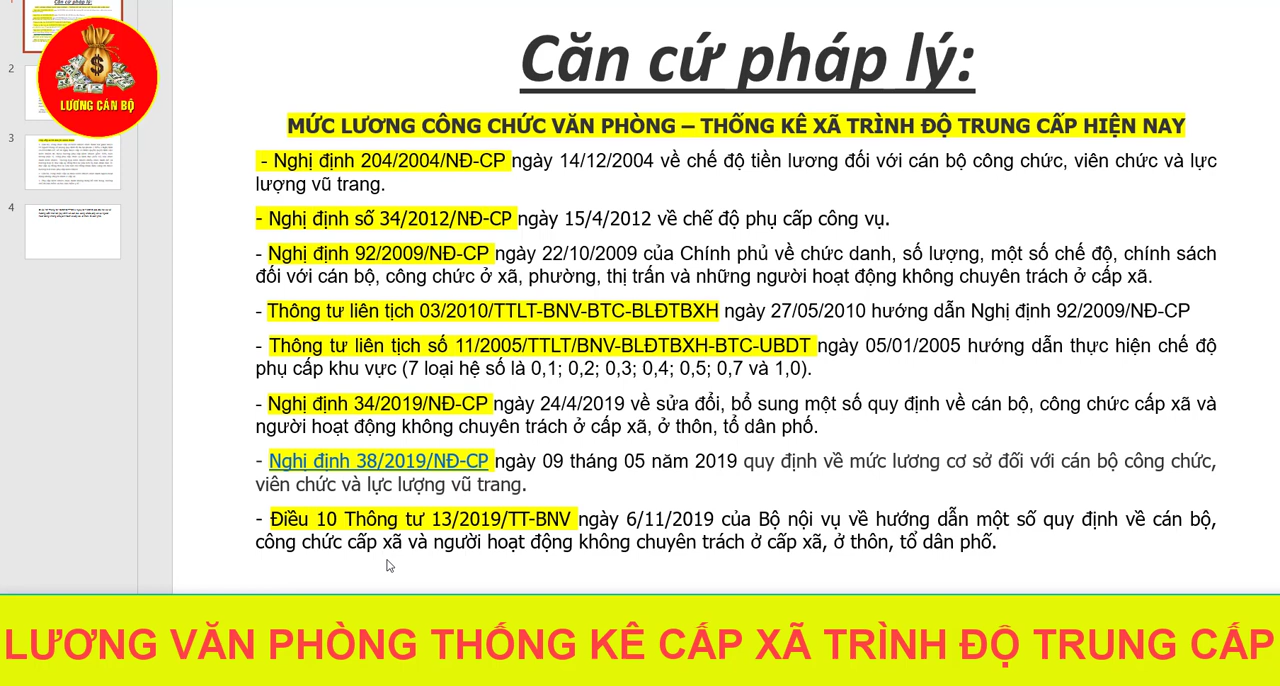 Căn cứ pháp lý:
LƯƠNG CÁN BỘ
2
3
4
Căn cứ pháp lý:
MỨC LƯƠNG CÔNG CHỨC VĂN PHÒNG – THỐNG KÊ XÃ TRÌNH ĐỘ TRUNG CẤP HIỆN NAY
- Nghị định 204/2004/NĐ-CP ngày 14/12/2004 về chế độ tiền lương đối với cán bộ công chức, viên chức và lực
lượng vũ trang.
- Nghị định số 34/2012/NĐ-CP ngày 15/4/2012 về chế độ phụ cấp công vụ.
- Nghị định 92/2009/NĐ-CP ngày 22/10/2009 của Chính phủ về chức danh, số lượng, một số chế độ, chính sách
đối với cán bộ, công chức ở xã, phường, thị trấn và những người hoạt động không chuyên trách ở cấp xã.
- Thông tư liên tịch 03/2010/TTLT-BNV-BTC-BLĐTBXH ngày 27/05/2010 hướng dẫn Nghị định 92/2009/NĐ-CP
- Thông tư liên tịch số 11/2005/TTLT/BNV-BLĐTBXH-BTC-UBDT ngày 05/01/2005 hướng dẫn thực hiện chế độ
phụ cấp khu vực (7 loại hệ số là 0,1; 0,2; 0,3; 0,4; 0,5; 0,7 và 1,0).
- Nghị định 34/2019/NĐ-CP ngày 24/4/2019 về sửa đổi, bổ sung một số quy định về cán bộ, công chức cấp xã và
người hoạt động không chuyên trách ở cấp xã, ở thôn, tổ dân phố.
- Nghị định 38/2019/NĐ-CP ngày 09 tháng 05 năm 2019 quy định về mức lương cơ sở đối với cán bộ công chức,
viên chức và lực lượng vũ trang.
- Điều 10 Thông tư 13/2019/TT-BNV ngày 6/11/2019 của Bộ nội vụ về hướng dẫn một số quy định về cán bộ,
công chức cấp xã và người hoạt động không chuyên trách ở cấp xã, ở thôn, tổ dân phố.
LƯƠNG VĂN PHÒNG THỐNG KÊ CẤP XÃ TRÌNH ĐỘ TRUNG CẤP